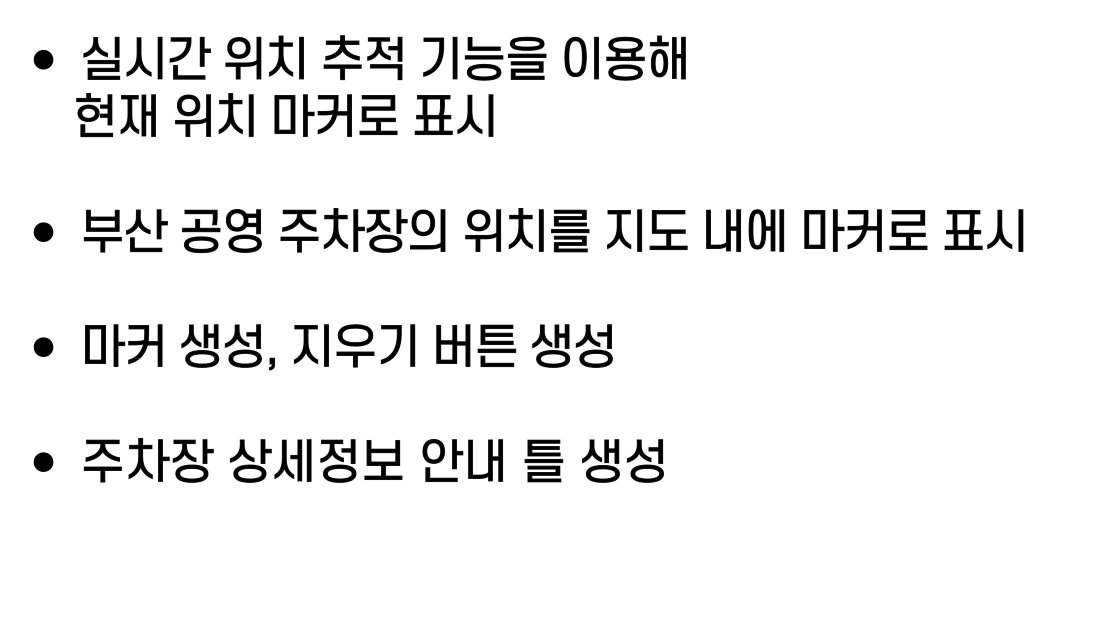 • 실시간 위치 추적 기능을 이용해
현재 위치 마커로 표시
• 부산 공영 주차장의 위치를 지도 내에 마커로 표시
• 마커 생성, 지우기 버튼 생성
• 주차장 상세정보 안내 틀 생성